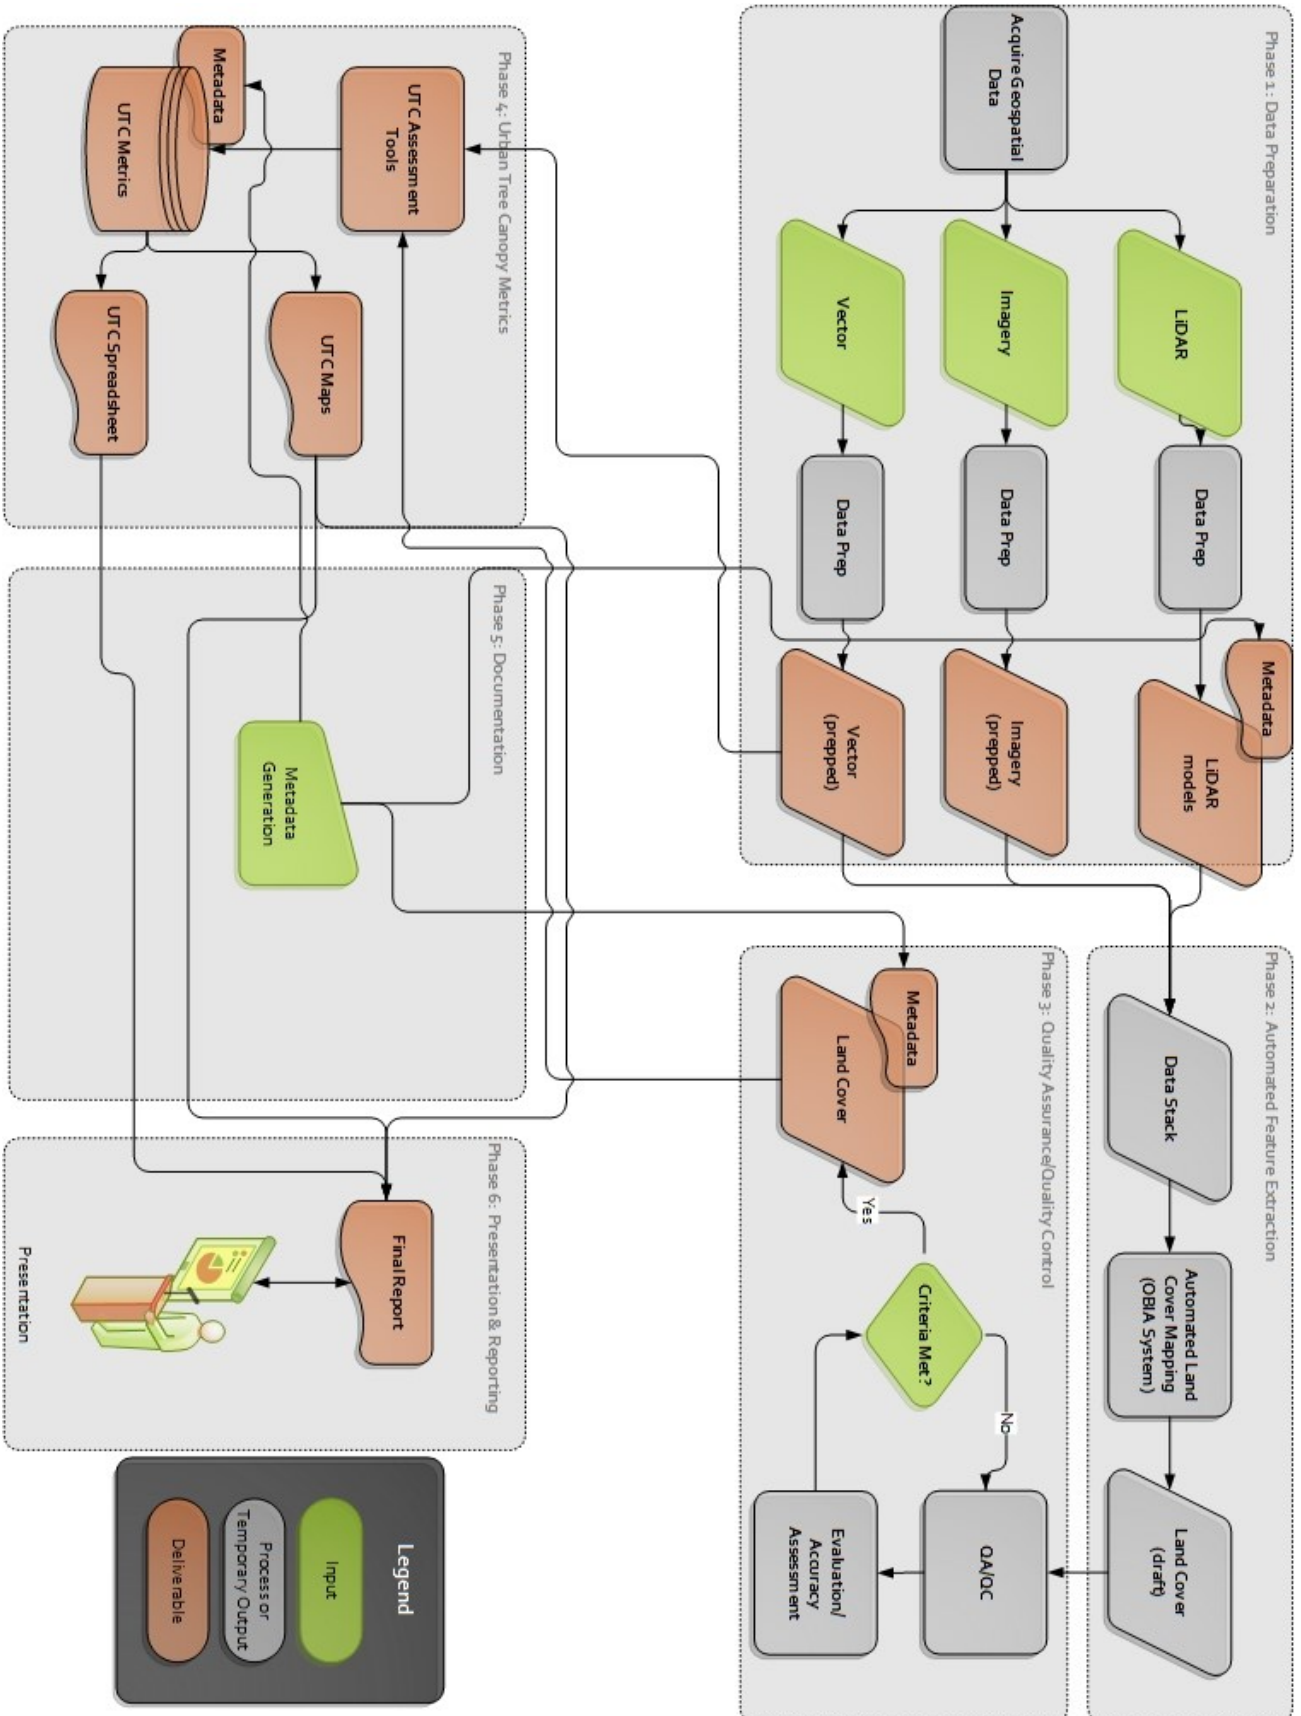 Phase 1: Data Preparation
Acquire Geospatial
Data
LiDAR
Imagery
Vector
Data Prep
Data Prep
Data Prep
Metadata
LiDAR
models
Imagery
(prepped)
Vector
(prepped)
Phase 2: Automated Feature Extraction
Data Stack
Automated Land
Cover Mapping
(OBIA System)
Land Cover
(draft)
Phase 3: Quality Assurance/Quality Control
Metadata
Land Cover
Yes
Criteria Met?
No
QA/QC
Evaluation/
Accuracy
Assessment
Phase 4: Urban Tree Canopy Metrics
UTC Assessment
Tools
Metadata
UTC Metrics
UTC Maps
UTC Spreadsheet
Phase 5: Documentation
Metadata
Generation
Phase 6: Presentation & Reporting
Final Report
Presentation
Legend
Input
Process or
Temporary Output
Deliverable